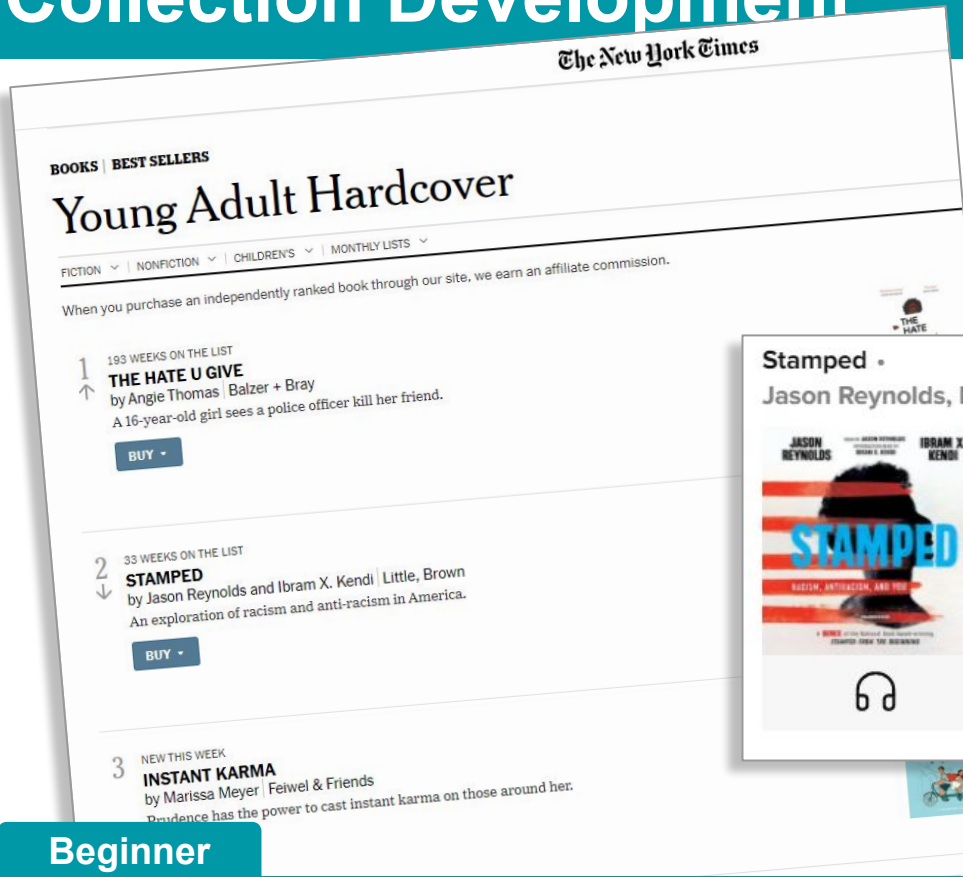 Collection Development
The New York Times
BOOKS | BEST SELLERS
Young Adult Hardcover
FICTION | NONFICTION | CHILDREN'S | MONTHLY LISTS
When you purchase an independently ranked book through our site, we earn an affiliate commission.
1
193 WEEKS ON THE LIST
THE HATE U GIVE
by Angie Thomas | Balzer + Bray
A 16-year-old girl sees a police officer kill her friend.
BUY
THE
HATE
2
33 WEEKS ON THE LIST
STAMPED
by Jason Reynolds and Ibram X. Kendi | Little, Brown
An exploration of racism and anti-racism in America.
BUY
3
NEW THIS WEEK
INSTANT KARMA
by Marissa Meyer | Feiwel & Friends
Prudence has the power to cast instant karma on those around her.
Stamped
Jason Reynolds,
JASON
REYNOLDS
IBRAM X.
KENDI
STAMPED
RACISM, ANTIRACISM, AND YOU
Beginner